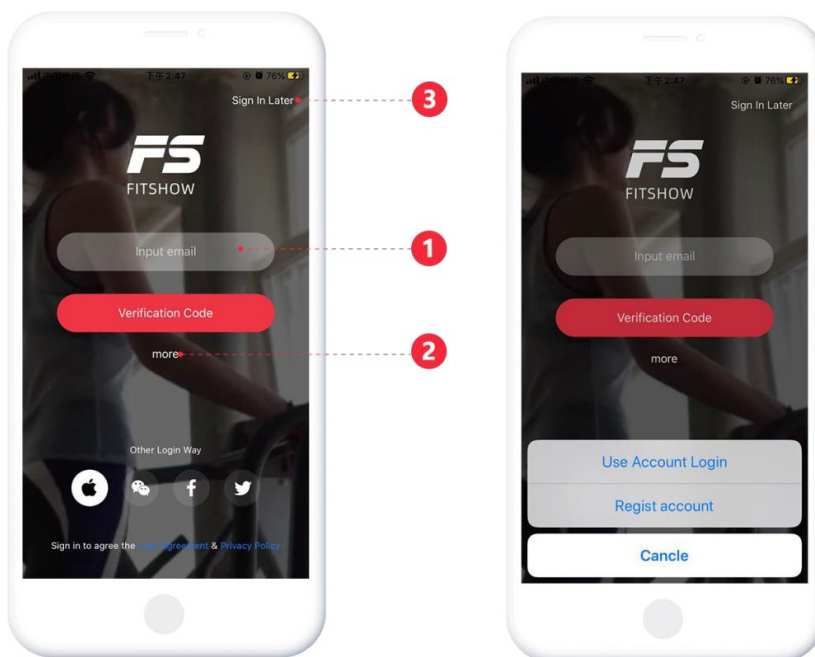 下午2:47
76%
Sign In Later
3
FS
FITSHOW
Input email
1
Verification Code
more
2
Other Login Way
f
Sign in to agree the User Agreement & Privacy Policy
下午2:47
76%
Sign In Later
FS
FITSHOW
Input email
Verification Code
more
Use Account Login
Regist account
Cancle